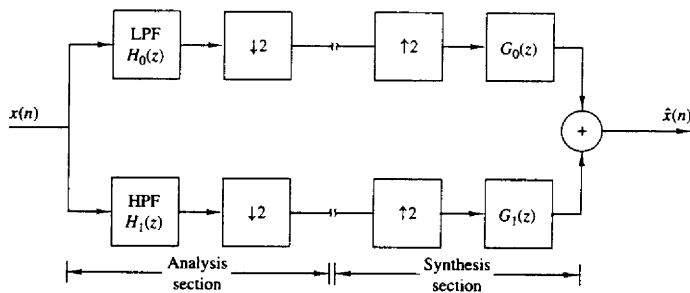 LPF
H₀(z)
↓2
↑2
G₀(z)
x(n)
+
x̂(n)
HPF
H₁(z)
↓2
↑2
G₁(z)
Analysis
section
Synthesis
section